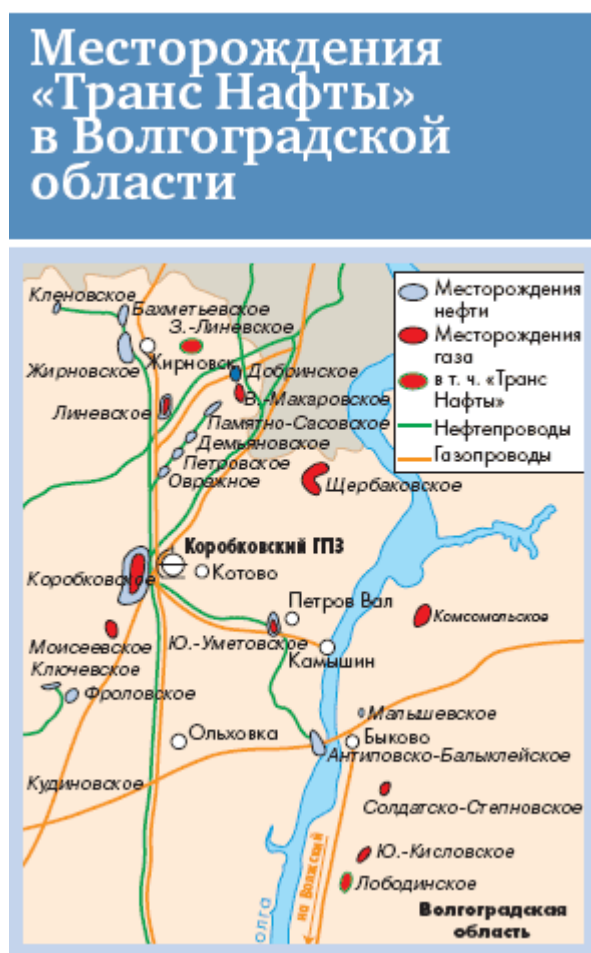 Месторождения
«Транс Нафты»
в Волгоградской
области
Месторождения
нефти
Месторождения
газа
в т. ч. «Транс
Нафты»
Нефтепроводы
Газопроводы
Кленовское
Бахметьевское
З.-Линевское
Жирновск
Жирновское
Добринское
Линевское
В.-Макаровское
Памятно-Сасовское
Демьяновское
Петровское
Овражное
Щербаковское
Коробковский ГПЗ
Коробковское
Котово
Петров Вал
Комсомольское
Моисеевское
Ю.-Уметовское
Камышин
Ключевское
Фроловское
Малышевское
Ольховка
Быково
Антиповско-Балыклейское
Кудиновское
Солдатско-Степновское
Ю.-Кисловское
Лободинское
на Волжский
олга
Волгоградская
область